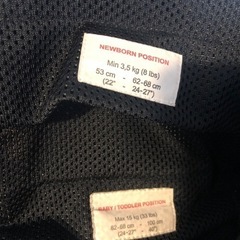 NEWBORN POSITION
Min 3,5 kg (8 lbs)
53 cm - 62-68 cm
(22" - 24-27")
BABY / TODDLER POSITION
Max 15 kg (33 lbs)
62-68 cm - 100 cm
(24-27" - 40")